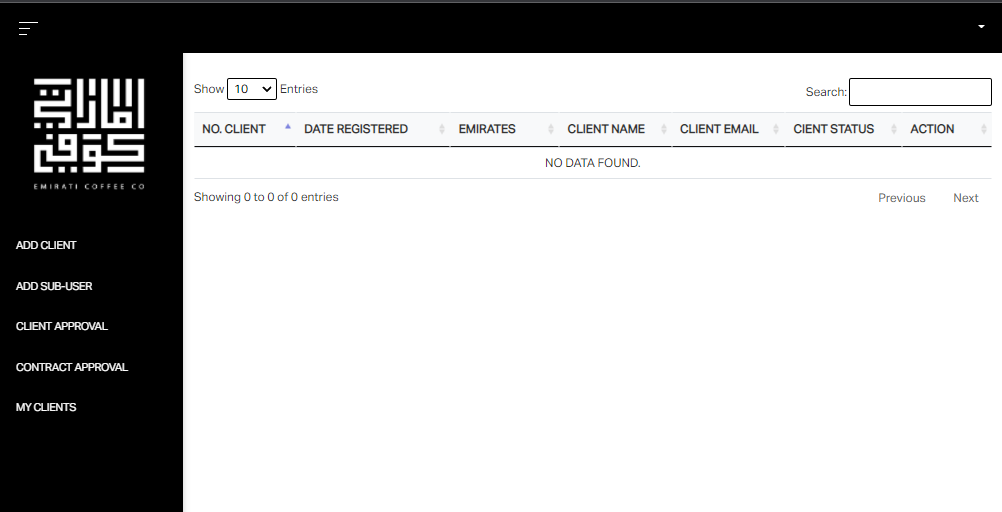 اماراتي
كوفي
EMIRATI COFFEE CO
ADD CLIENT
ADD SUB-USER
CLIENT APPROVAL
CONTRACT APPROVAL
MY CLIENTS
Show 10 Entries
Search:
NO. CLIENT DATE REGISTERED EMIRATES CLIENT NAME CLIENT EMAIL CIENT STATUS ACTION
NO DATA FOUND.
Showing 0 to 0 of 0 entries
Previous Next